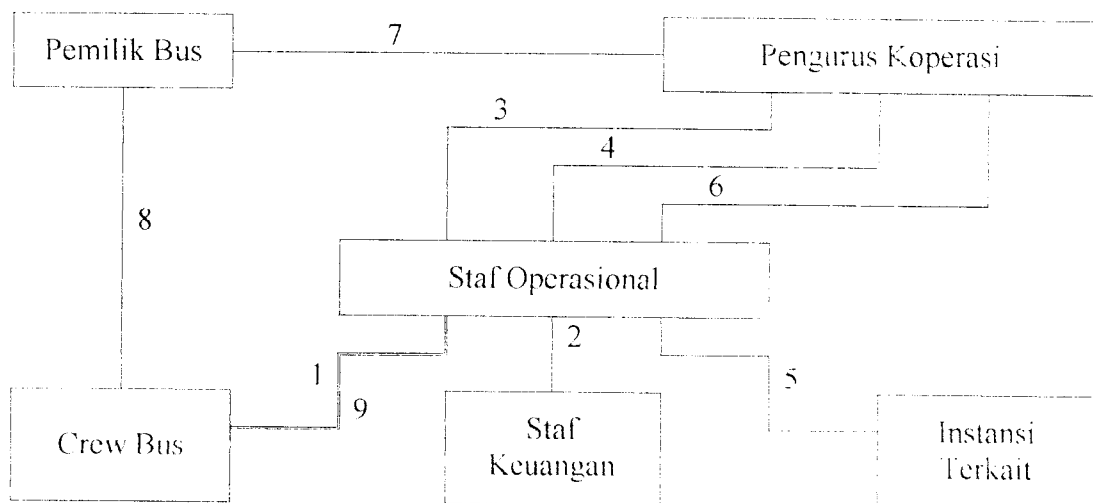 Pemilik Bus
7
Pengurus Koperasi
3
4
6
8
Staf Operasional
1
2
5
9
Crew Bus
Staf
Keuangan
Instansi
Terkait